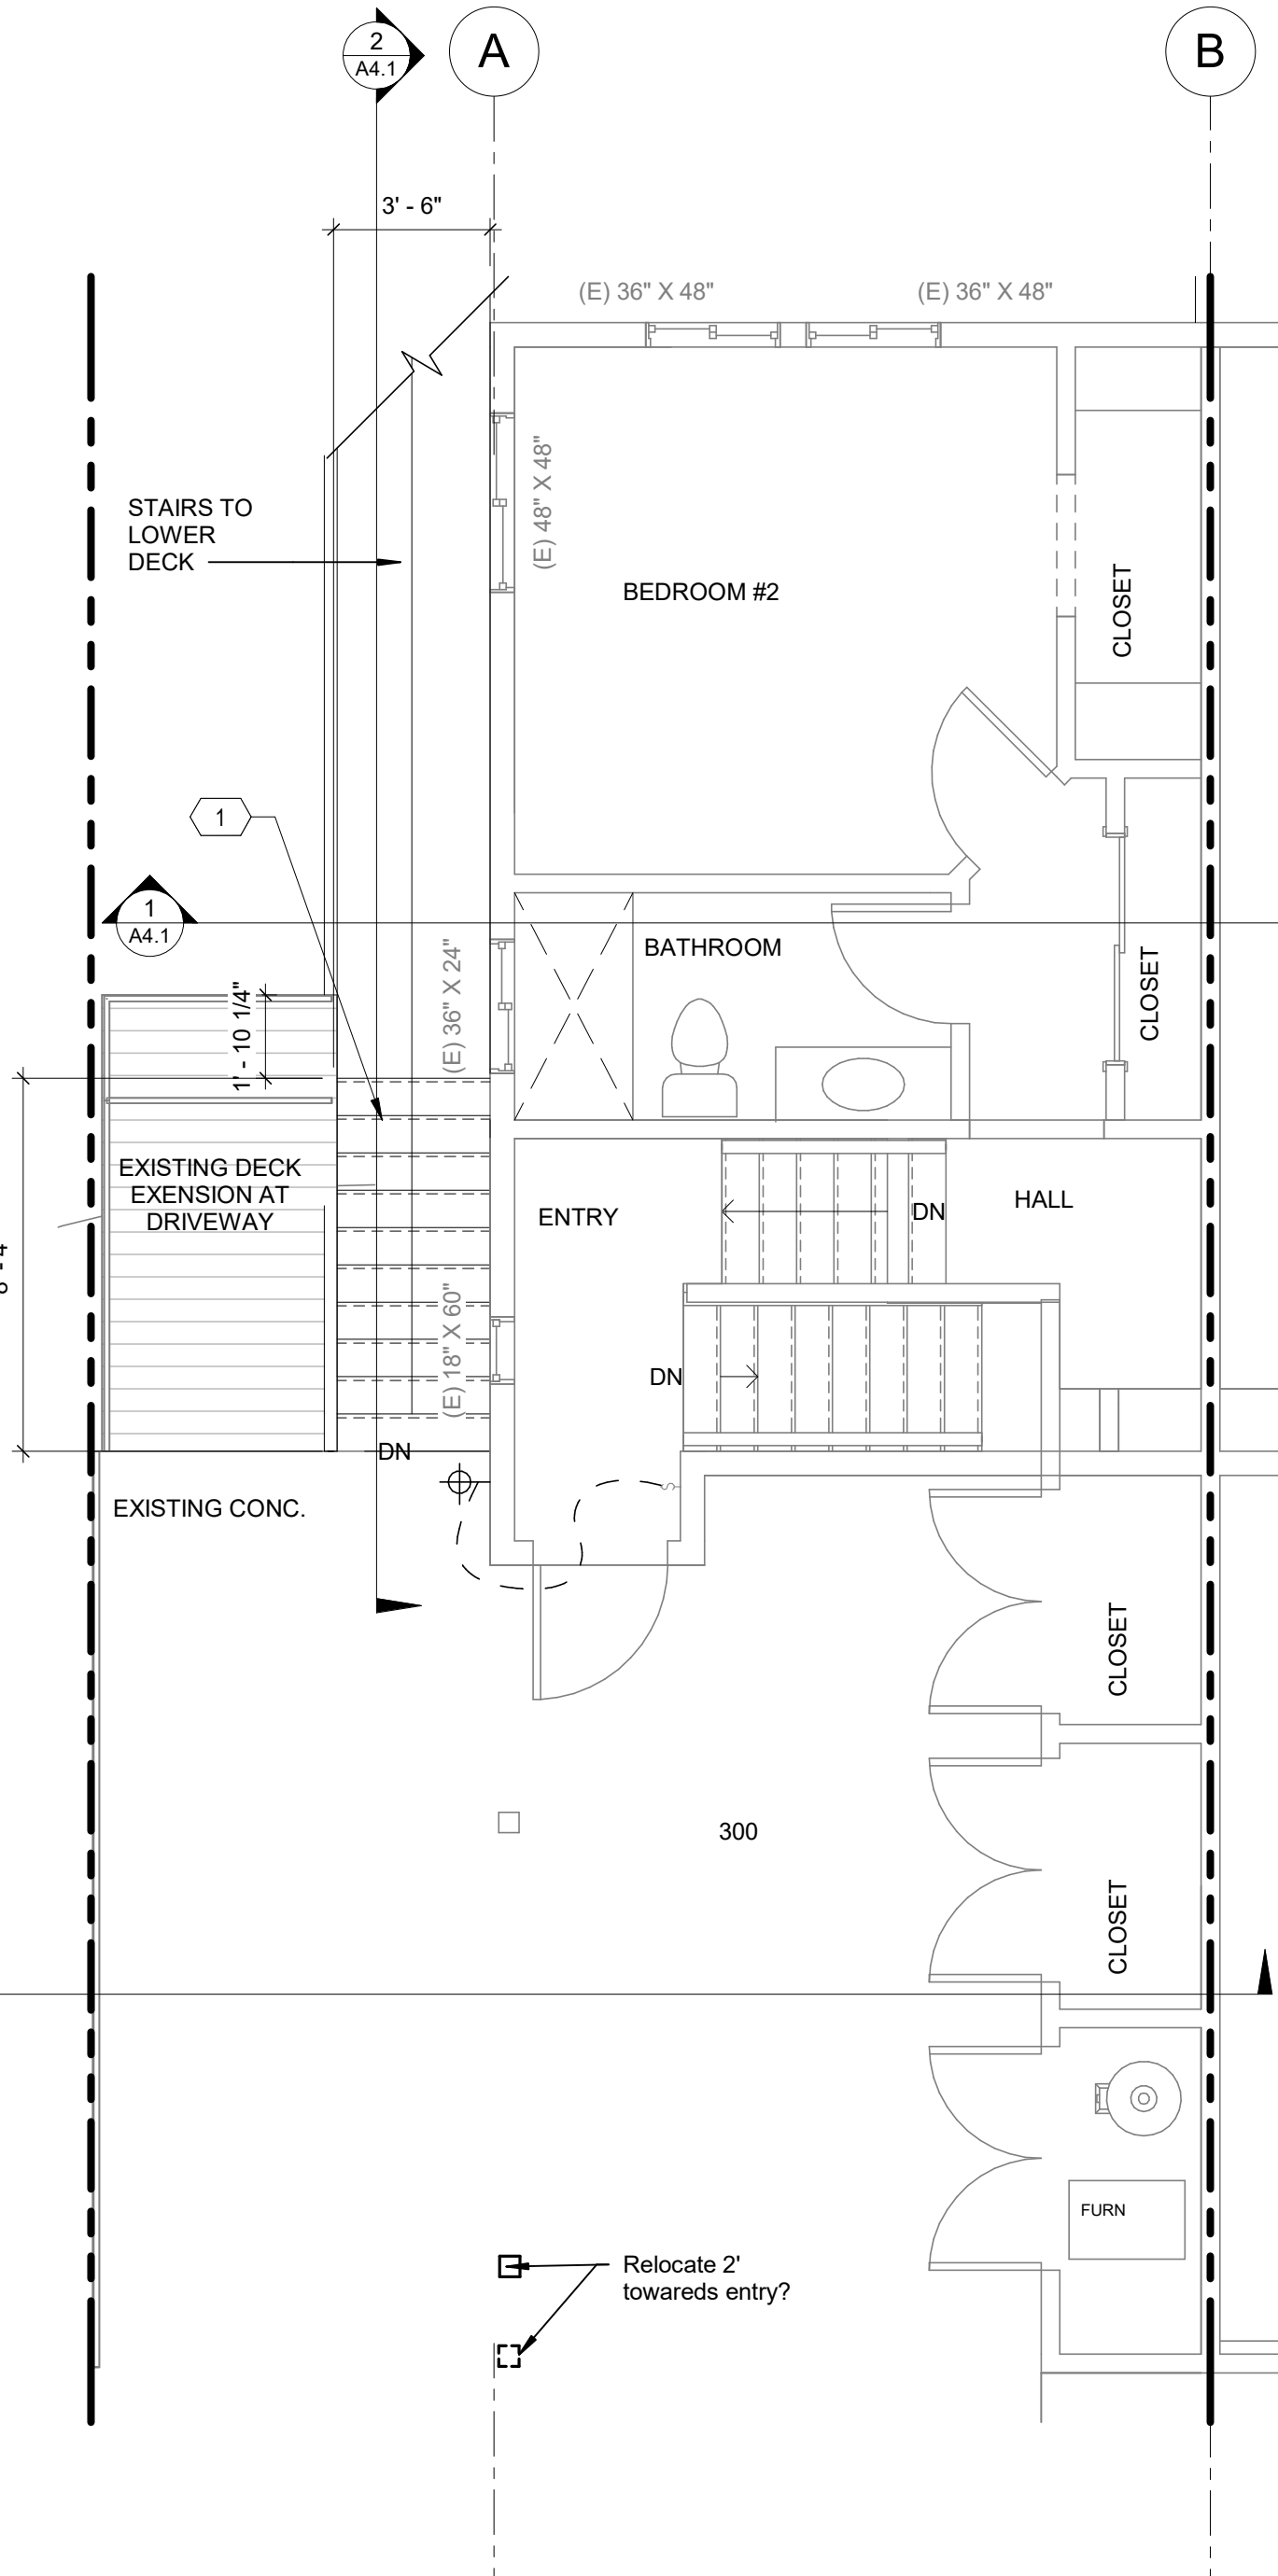 2
A4.1
A
B
3' - 6"
(E) 36" X 48"
(E) 36" X 48"
(E) 48" X 48"
STAIRS TO
LOWER
DECK
BEDROOM #2
CLOSET
1
1
A4.1
BATHROOM
(E) 36" X 24"
CLOSET
1' - 10 1/4"
EXISTING DECK
EXENSION AT
DRIVEWAY
ENTRY
DN
HALL
(E) 18" X 60"
DN
DN
EXISTING CONC.
S
CLOSET
300
CLOSET
FURN
Relocate 2'
towareds entry?